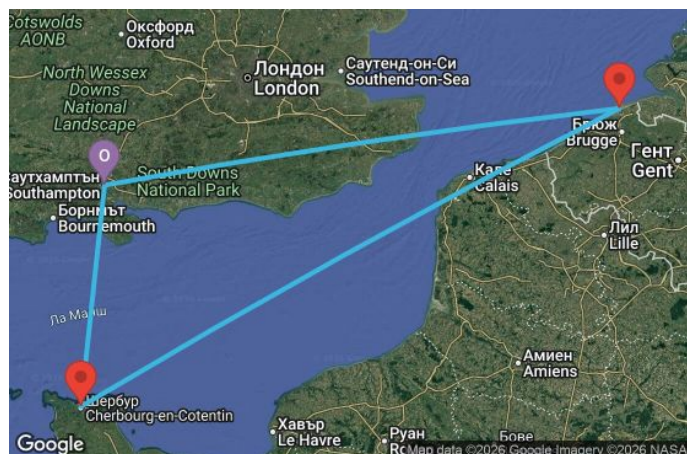 Cotswolds
AONB
Оксфорд
Oxford
North Wessex
Downs
National
Landscape
Лондон
London
Саутенд-он-Си
Southend-on-Sea
O
Саутхамптън
Southampton
South Downs
National Park
Борнмът
Bournemouth
Брюж
Brugge
Гент
Gent
Кале
Calais
Лил
Lille
Ла Манш
Шербур
Cherbourg-en-Cotentin
Амиен
Amiens
Хавър
Le Havre
Руан
Бове
Google
Map data ©2026 Google Imagery ©2026 NASA